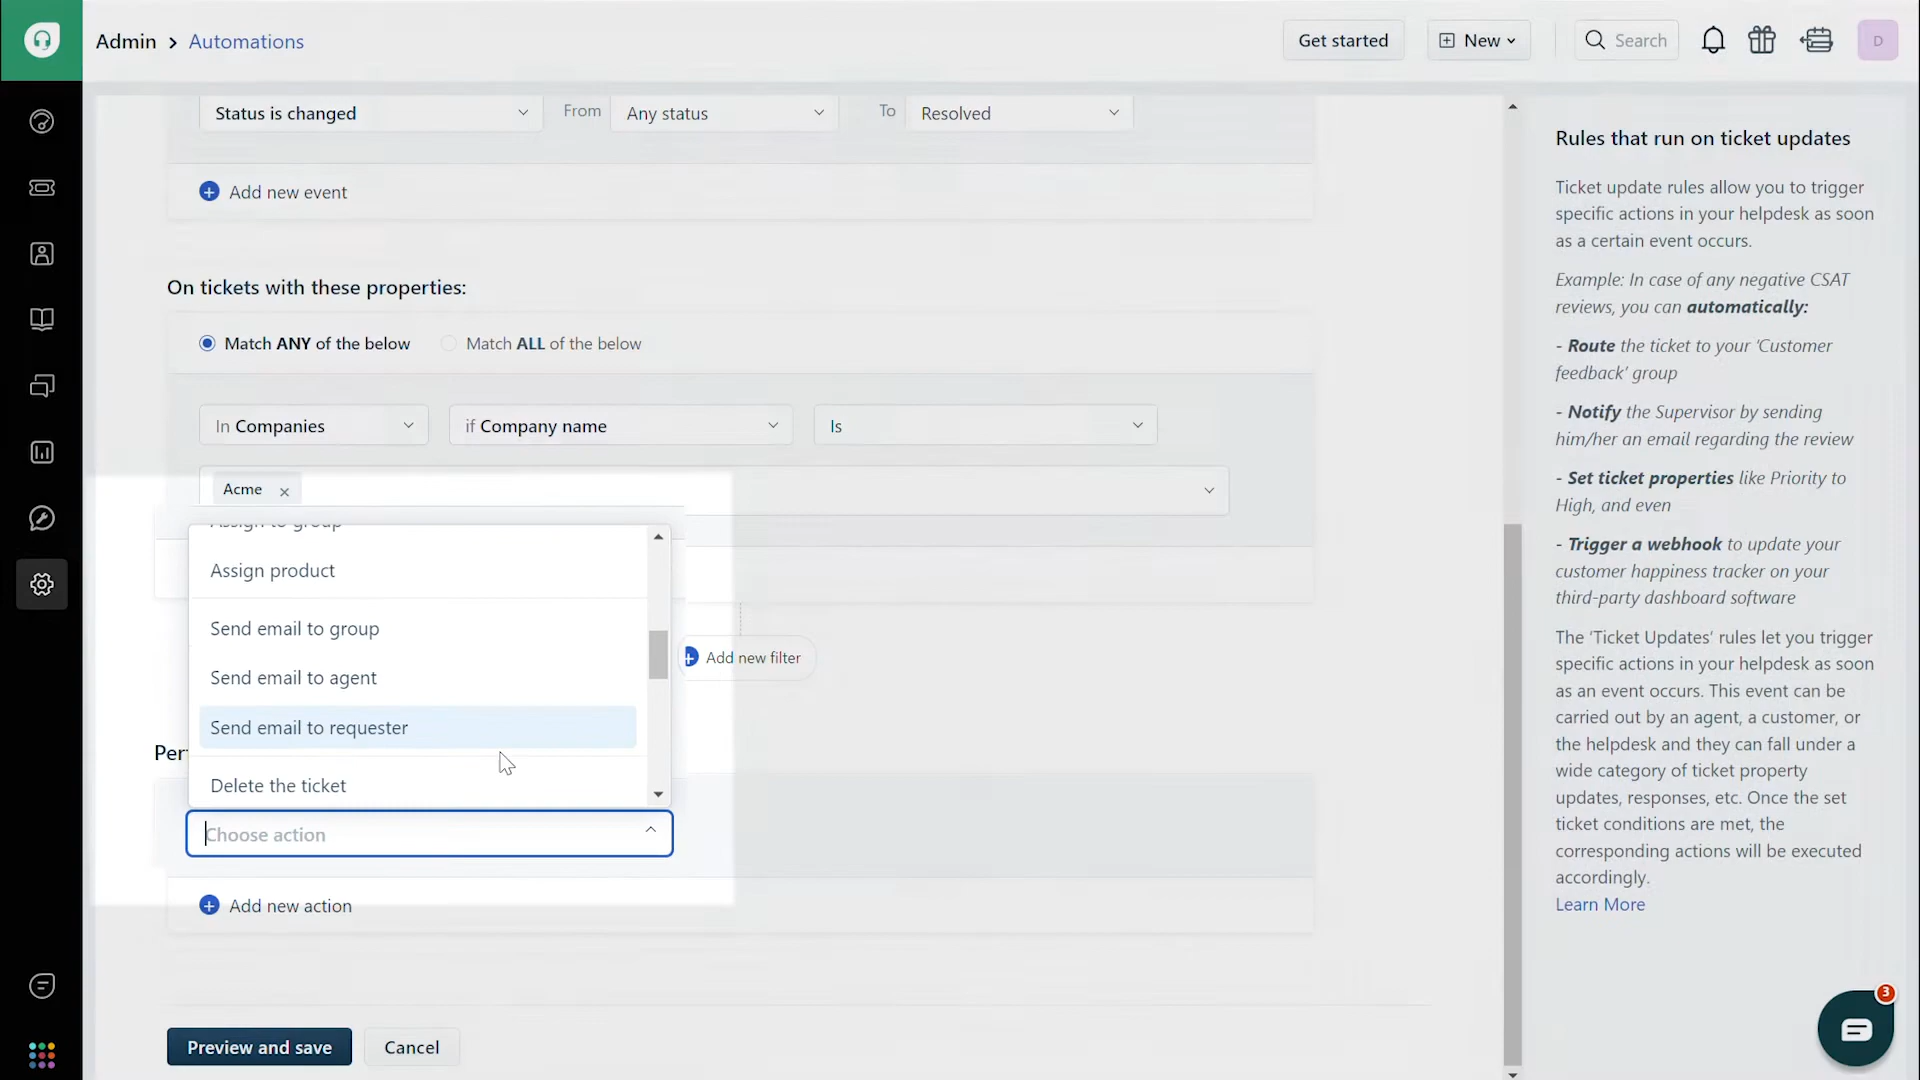 Admin > Automations
Get started
New
Search
D
Status is changed
From
Any status
To
Resolved
Add new event
On tickets with these properties:
Match ANY of the below
Match ALL of the below
In Companies
if Company name
Is
Acme
Assign to group
Assign product
Send email to group
Send email to agent
Send email to requester
Delete the ticket
Add new filter
Per
Choose action
Add new action
Preview and save
Cancel
Rules that run on ticket updates
Ticket update rules allow you to trigger
specific actions in your helpdesk as soon
as a certain event occurs.
Example: In case of any negative CSAT
reviews, you can automatically:
- Route the ticket to your ‘Customer
feedback’ group
- Notify the Supervisor by sending
him/her an email regarding the review
- Set ticket properties like Priority to
High, and even
- Trigger a webhook to update your
customer happiness tracker on your
third-party dashboard software
The ‘Ticket Updates’ rules let you trigger
specific actions in your helpdesk as soon
as an event occurs. This event can be
carried out by an agent, a customer, or
the helpdesk and they can fall under a
wide category of ticket property
updates, responses, etc. Once the set
ticket conditions are met, the
corresponding actions will be executed
accordingly.
Learn More
3